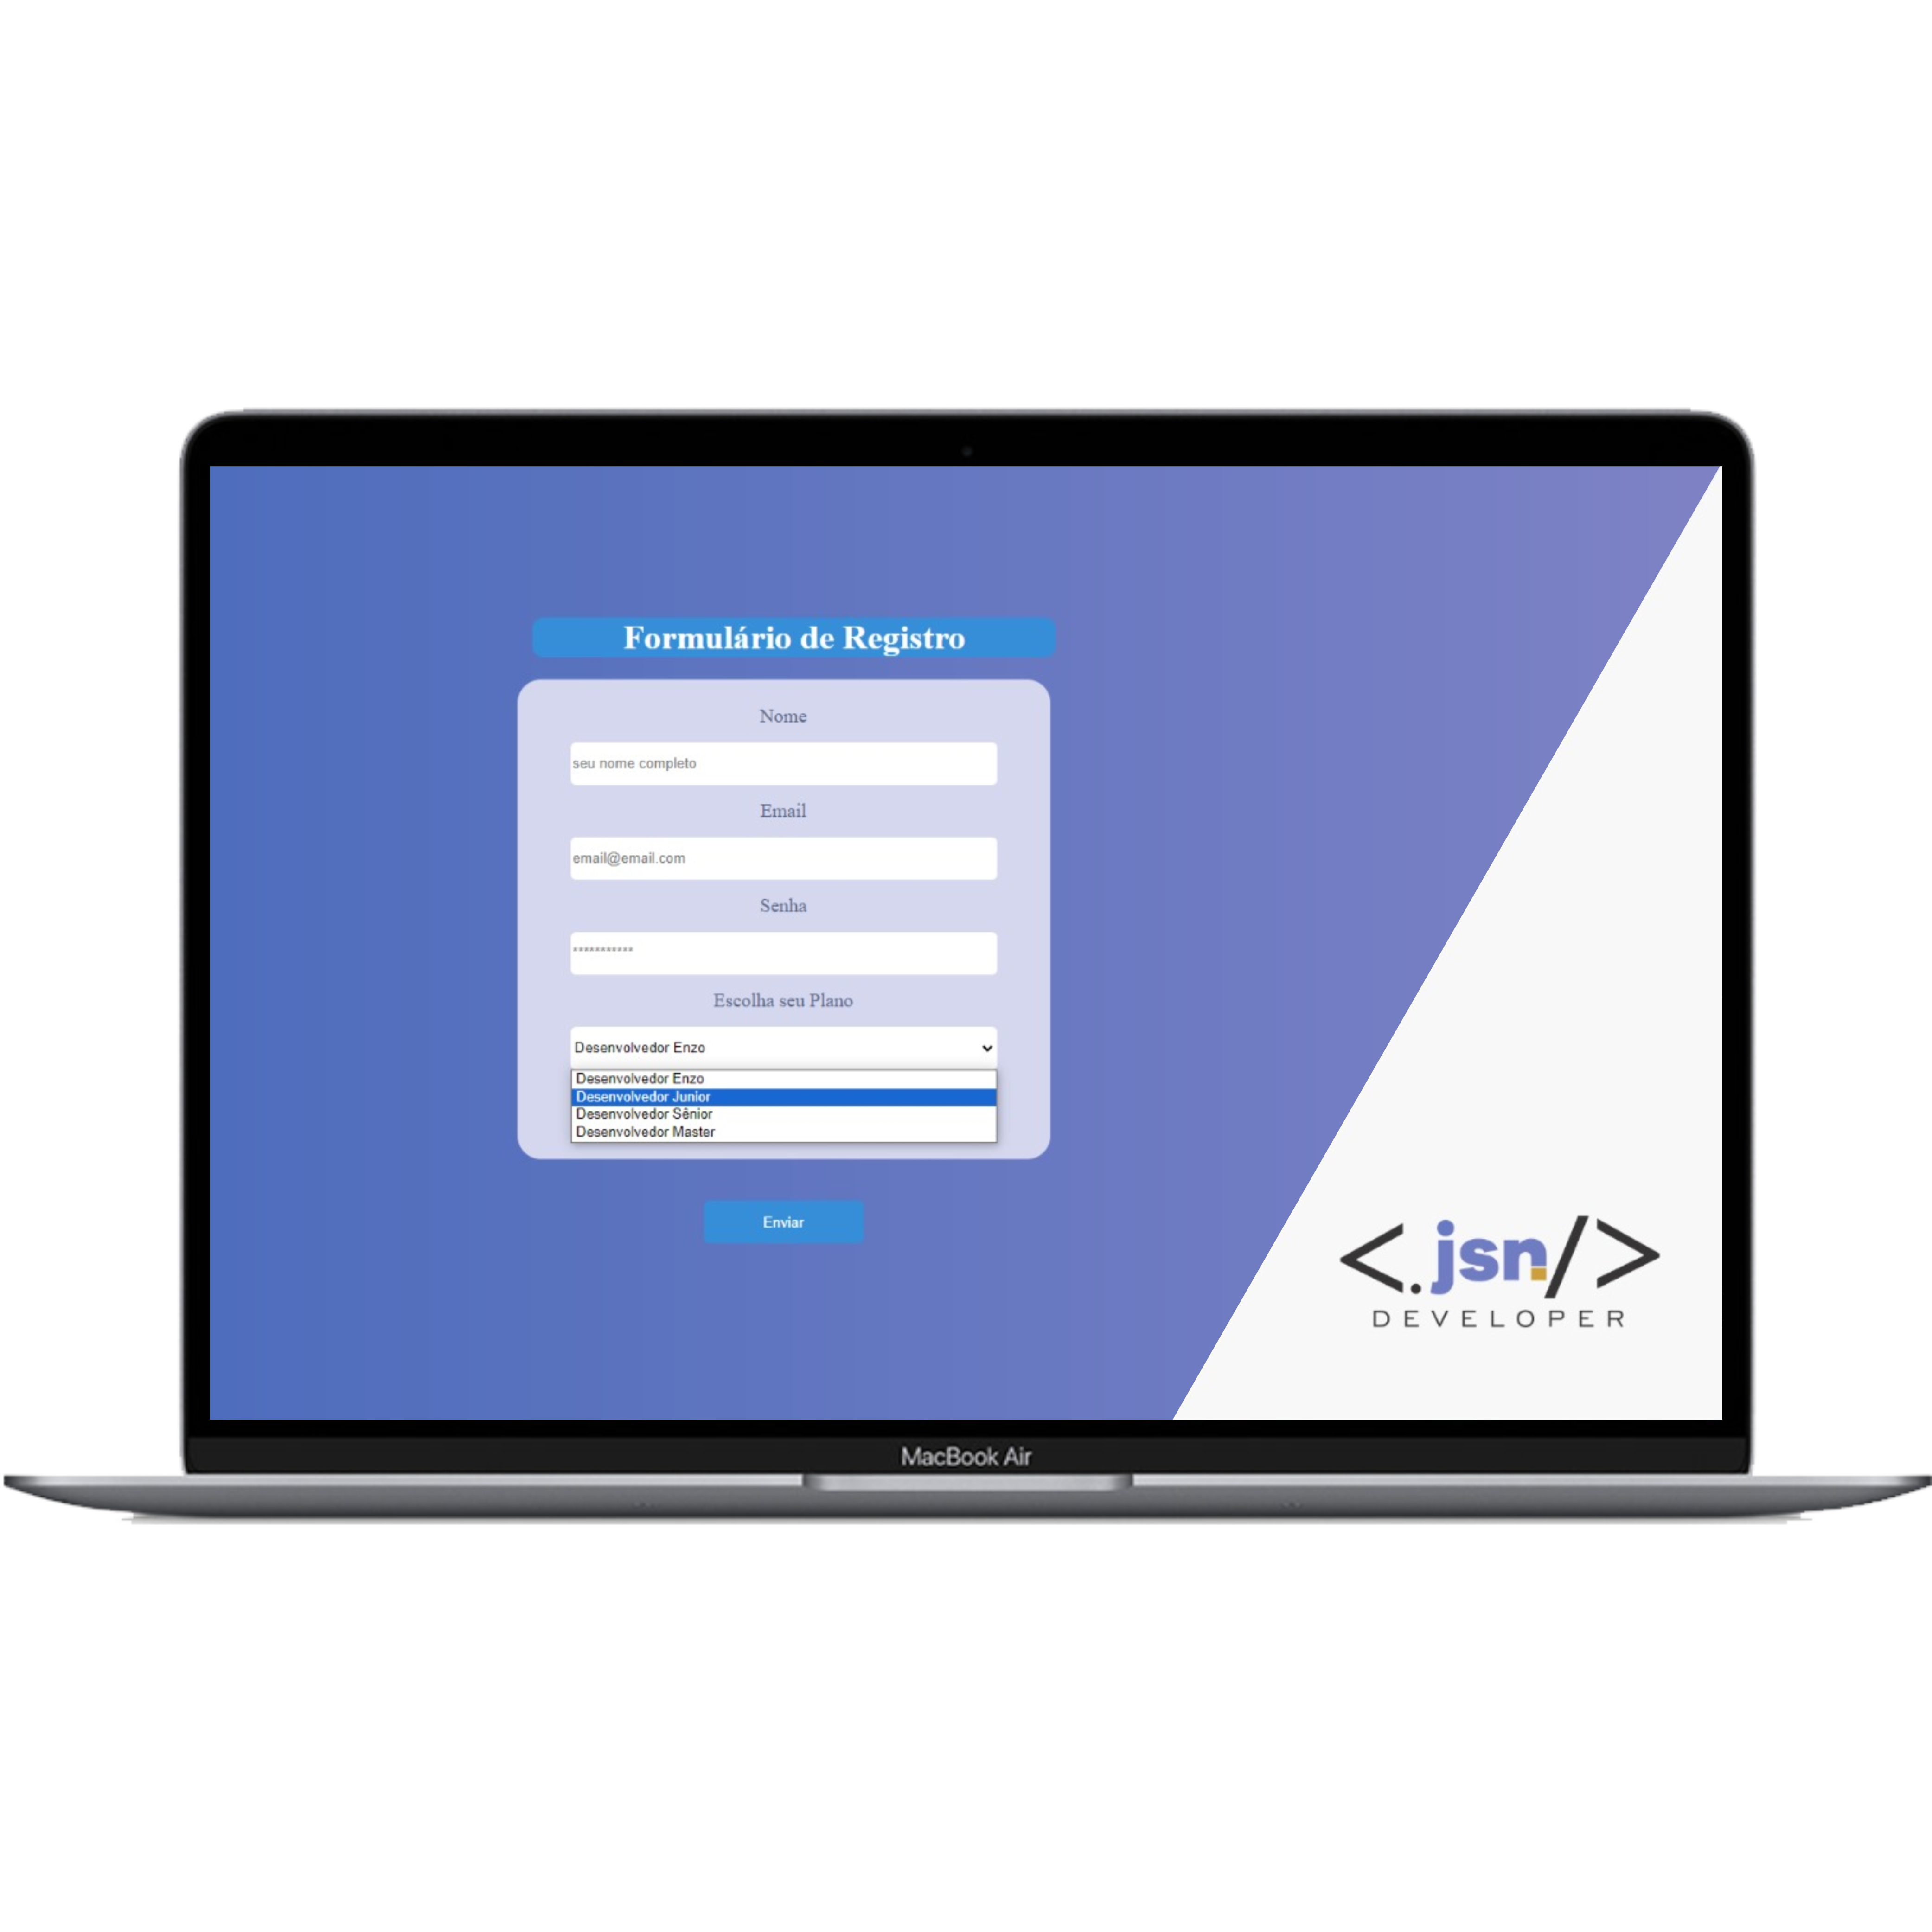 Formulário de Registro
Nome
seu nome completo
Email
email@email.com
Senha
***********
Escolha seu Plano
Desenvolvedor Enzo
Desenvolvedor Enzo
Desenvolvedor Junior
Desenvolvedor Sênior
Desenvolvedor Master
Enviar
<.jsn/>
DEVELOPER
MacBook Air